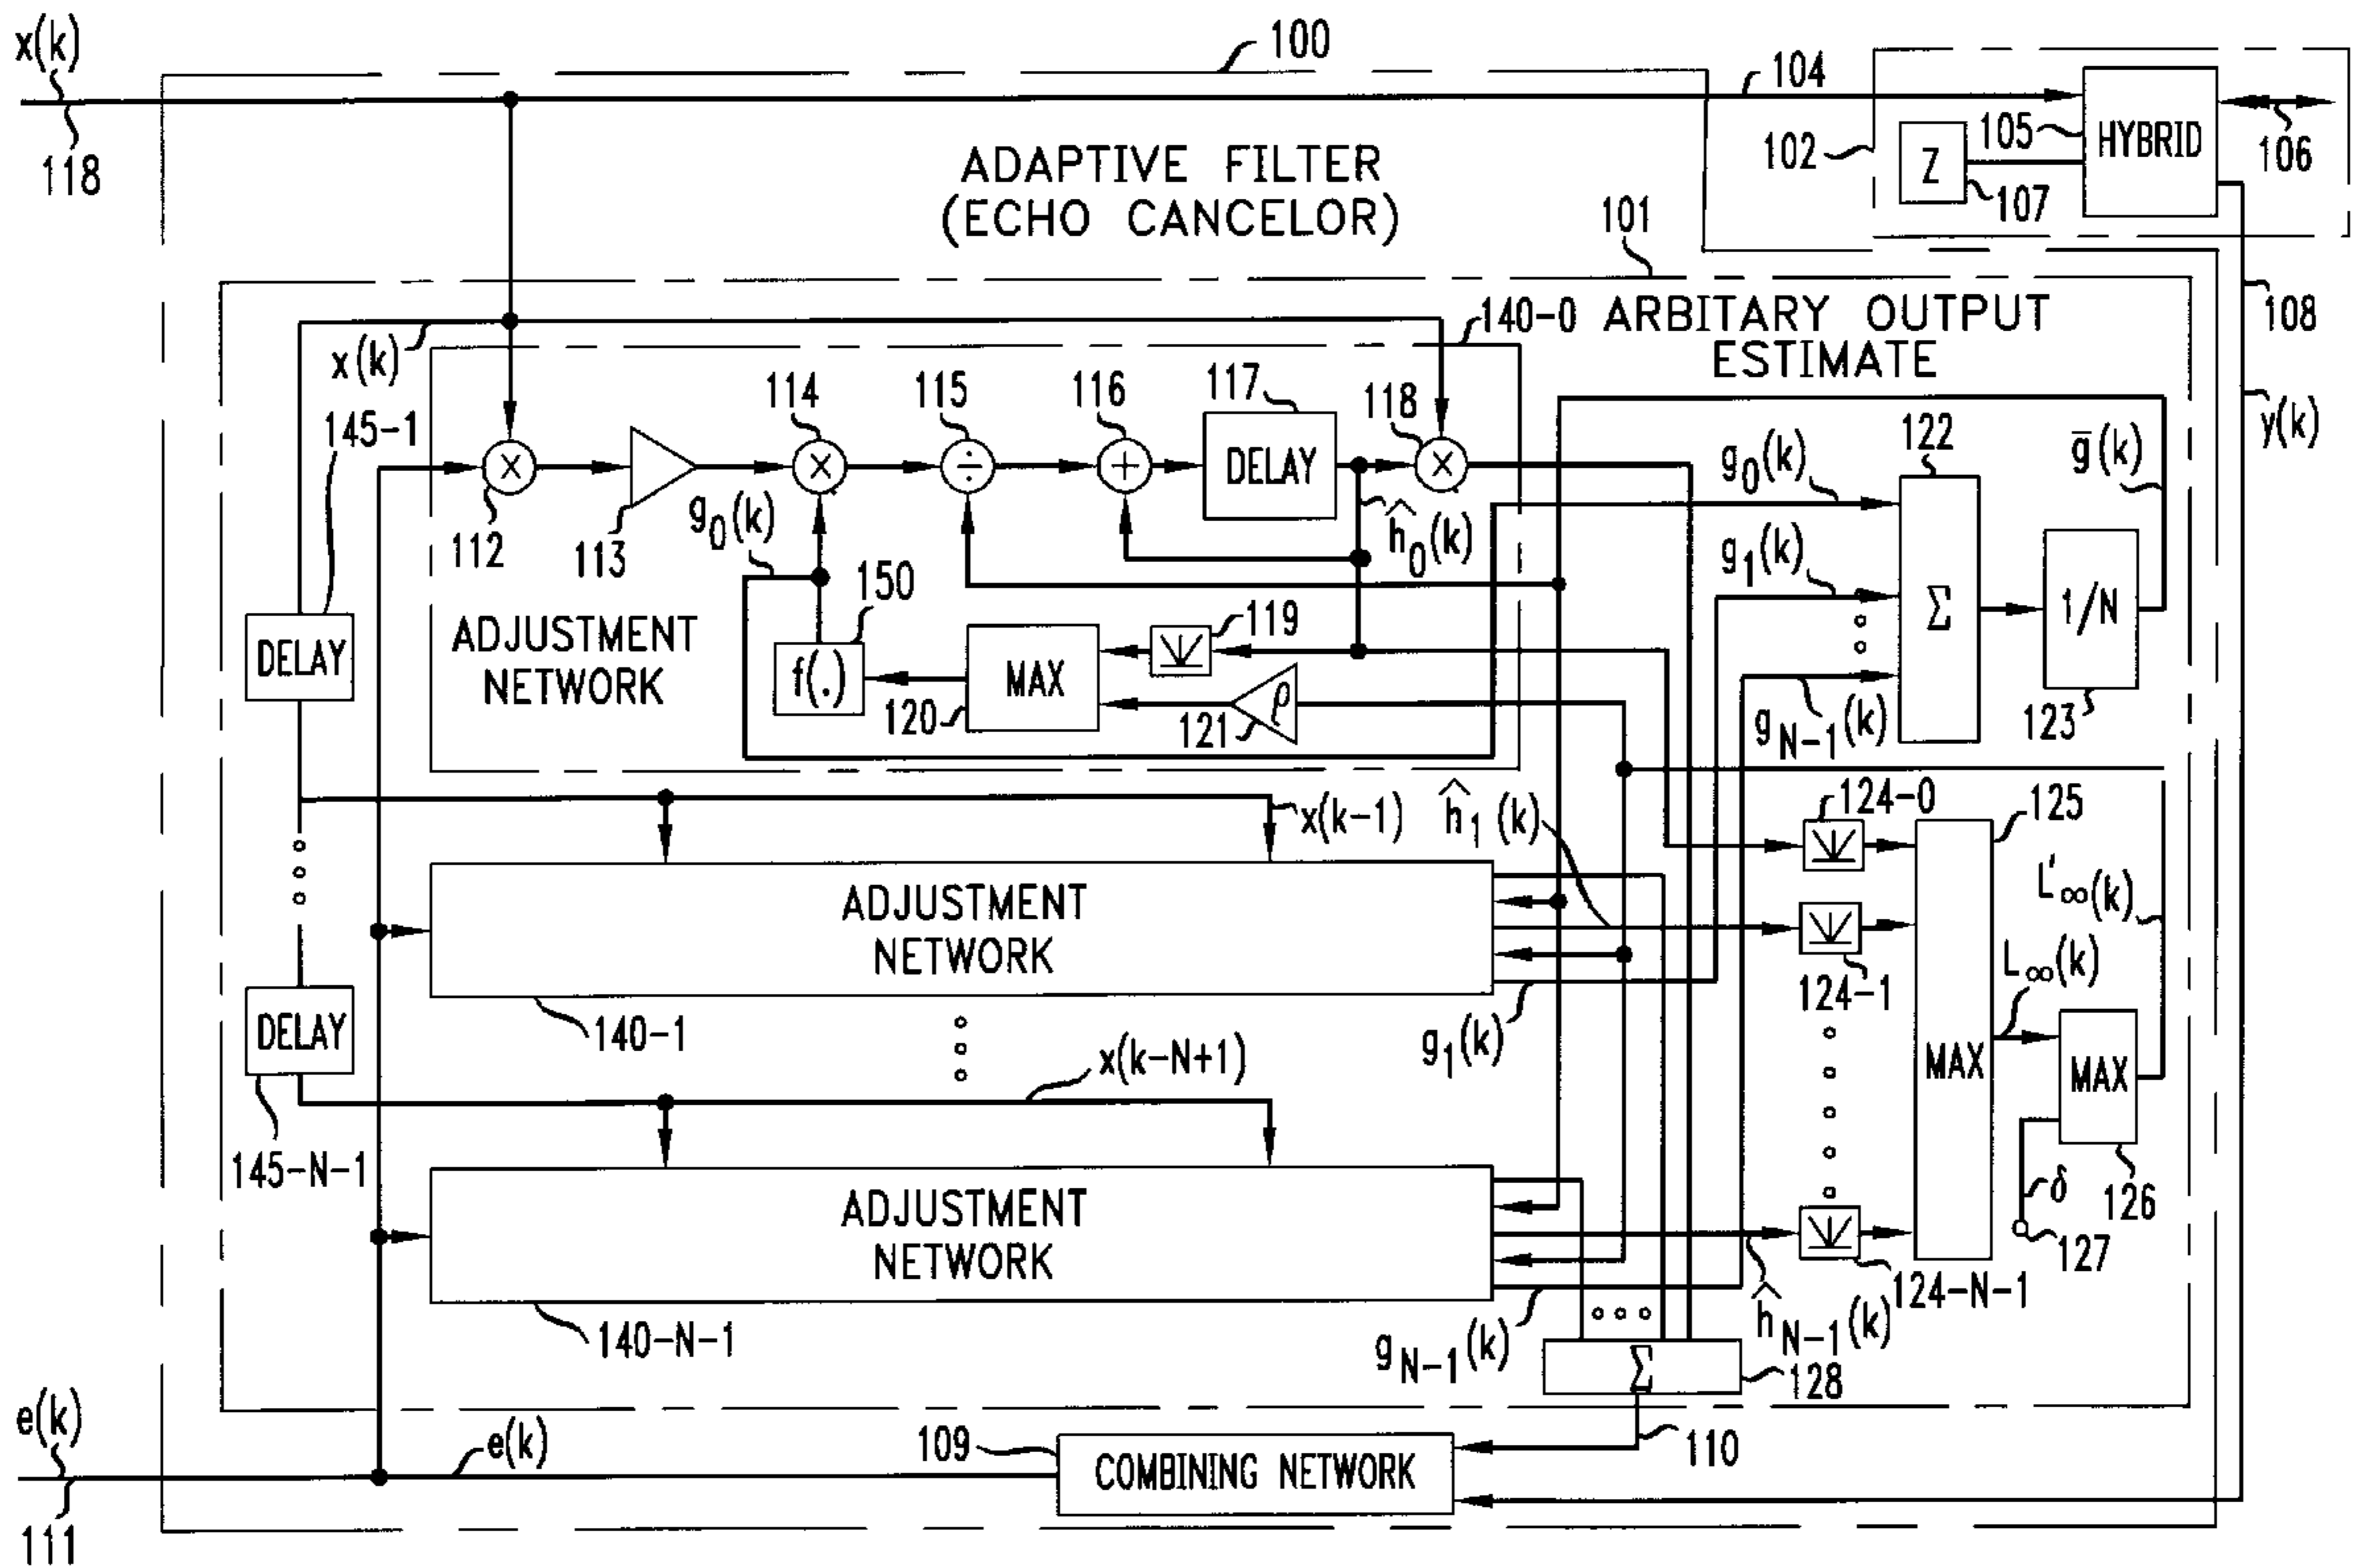 x(k)
118
100
104
102
105
HYBRID
Z
107
106
ADAPTIVE FILTER
(ECHO CANCELOR)
101
108
y(k)
140-0
ARBITARY OUTPUT
ESTIMATE
x(k)
145-1
DELAY
112
113
114
115
116
117
DELAY
118
g0(k)
ĥ0(k)
150
f(.)
MAX
120
119
121
ρ
ADJUSTMENT
NETWORK
g0(k)
g1(k)
gN-1(k)
122
Σ
1/N
123
ḡ(k)
x(k-1)
ĥ1(k)
ADJUSTMENT
NETWORK
140-1
g1(k)
124-0
124-1
125
MAX
L'∞(k)
L∞(k)
MAX
126
δ
127
DELAY
145-N-1
x(k-N+1)
ADJUSTMENT
NETWORK
140-N-1
gN-1(k)
124-N-1
ĥN-1(k)
Σ
128
110
e(k)
111
e(k)
109
COMBINING NETWORK